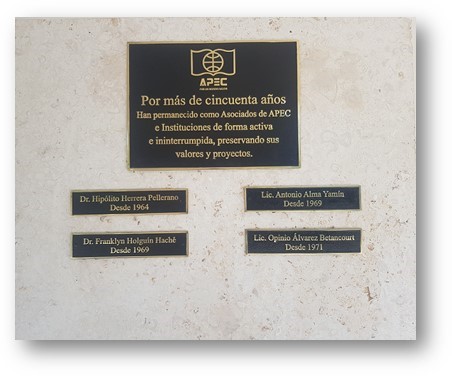 APEC
Por más de cincuenta años
Han permanecido como Asociados de APEC
e Instituciones de forma activa
e ininterrumpida, preservando sus
valores y proyectos.
Dr. Hipólito Herrera Pellerano
Desde 1964
Lic. Antonio Alma Yamín
Desde 1969
Dr. Franklyn Holguín Haché
Desde 1969
Lic. Opinio Álvarez Betancourt
Desde 1971